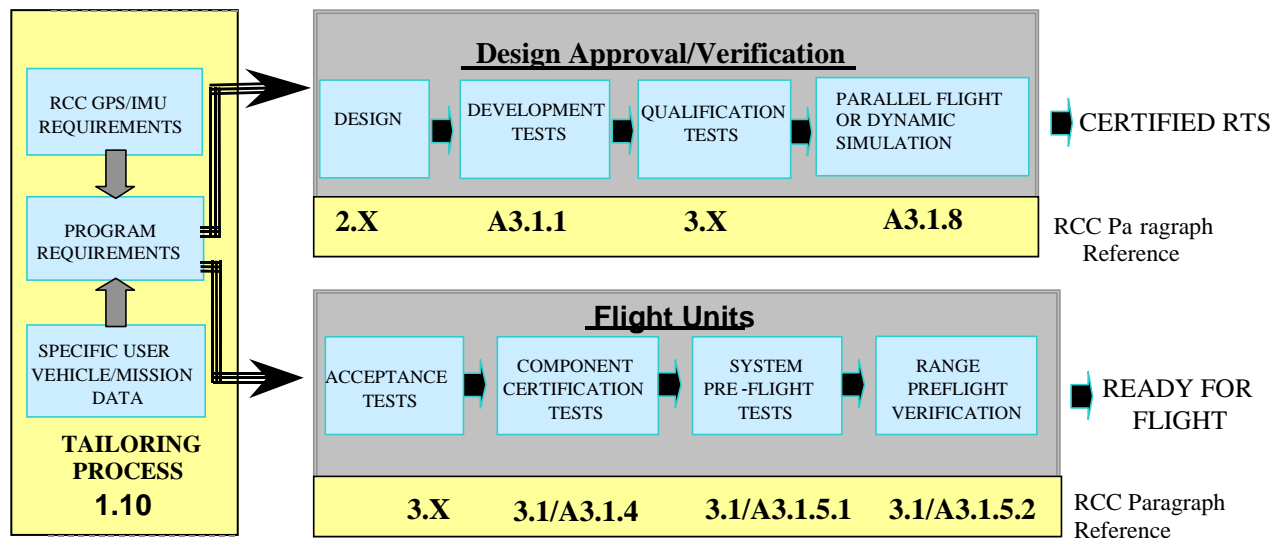 RCC GPS/IMU
REQUIREMENTS
PROGRAM
REQUIREMENTS
SPECIFIC USER
VEHICLE/MISSION
DATA
TAILORING
PROCESS
1.10
Design Approval/Verification
DESIGN
DEVELOPMENT
TESTS
QUALIFICATION
TESTS
PARALLEL FLIGHT
OR DYNAMIC
SIMULATION
CERTIFIED RTS
2.X A3.1.1 3.X A3.1.8
RCC Pa ragraph
Reference
Flight Units
ACCEPTANCE
TESTS
COMPONENT
CERTIFICATION
TESTS
SYSTEM
PRE -FLIGHT
TESTS
RANGE
PREFLIGHT
VERIFICATION
READY FOR
FLIGHT
3.X 3.1/A3.1.4 3.1/A3.1.5.1 3.1/A3.1.5.2
RCC Paragraph
Reference